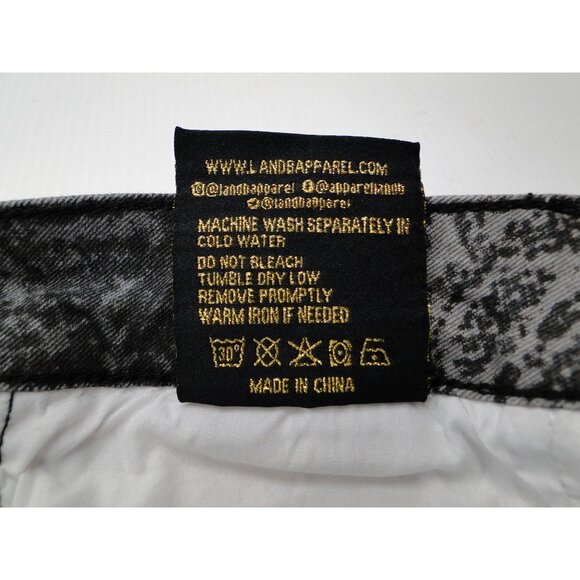 WWW.LANDBAPPAREL.COM
@landbapparel @apparellandb
@landbapparel
MACHINE WASH SEPARATELY IN
COLD WATER
DO NOT BLEACH
TUMBLE DRY LOW
REMOVE PROMPTLY
WARM IRON IF NEEDED
30°
MADE IN CHINA